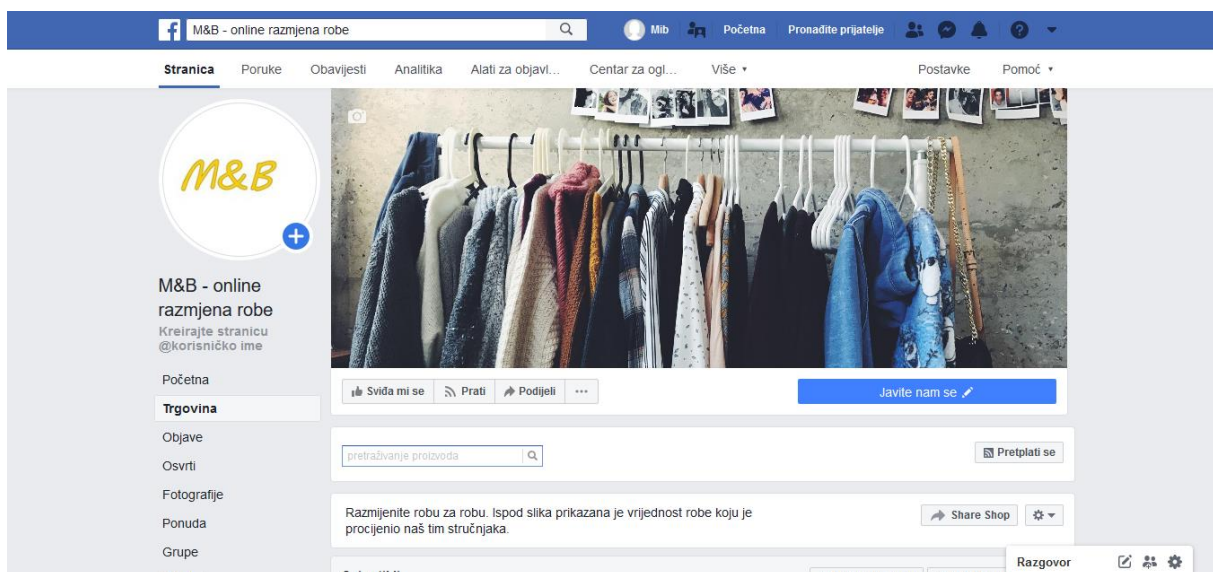 M&B - online razmjena robe
Mib
Početna
Pronađite prijatelje
Stranica
Poruke
Obavijesti
Analitika
Alati za objavl...
Centar za ogl...
Više
Postavke
Pomoć
M&B
M&B - online
razmjena robe
Kreirajte stranicu
@korisničko ime
Početna
Trgovina
Objave
Osvrti
Fotografije
Ponuda
Grupe
Sviđa mi se
Prati
Podijeli
Javite nam se
pretraživanje proizvoda
Pretplati se
Razmijenite robu za robu. Ispod slika prikazana je vrijednost robe koju je
procijenio naš tim stručnjaka.
Share Shop
Razgovor